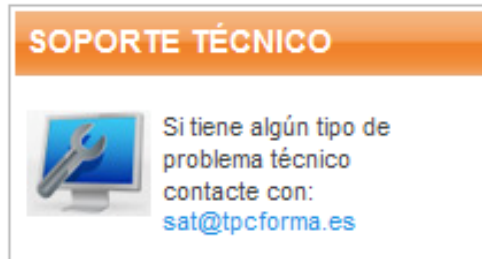 SOPORTE TÉCNICO
Si tiene algún tipo de
problema técnico
contacte con:
sat@tpcforma.es